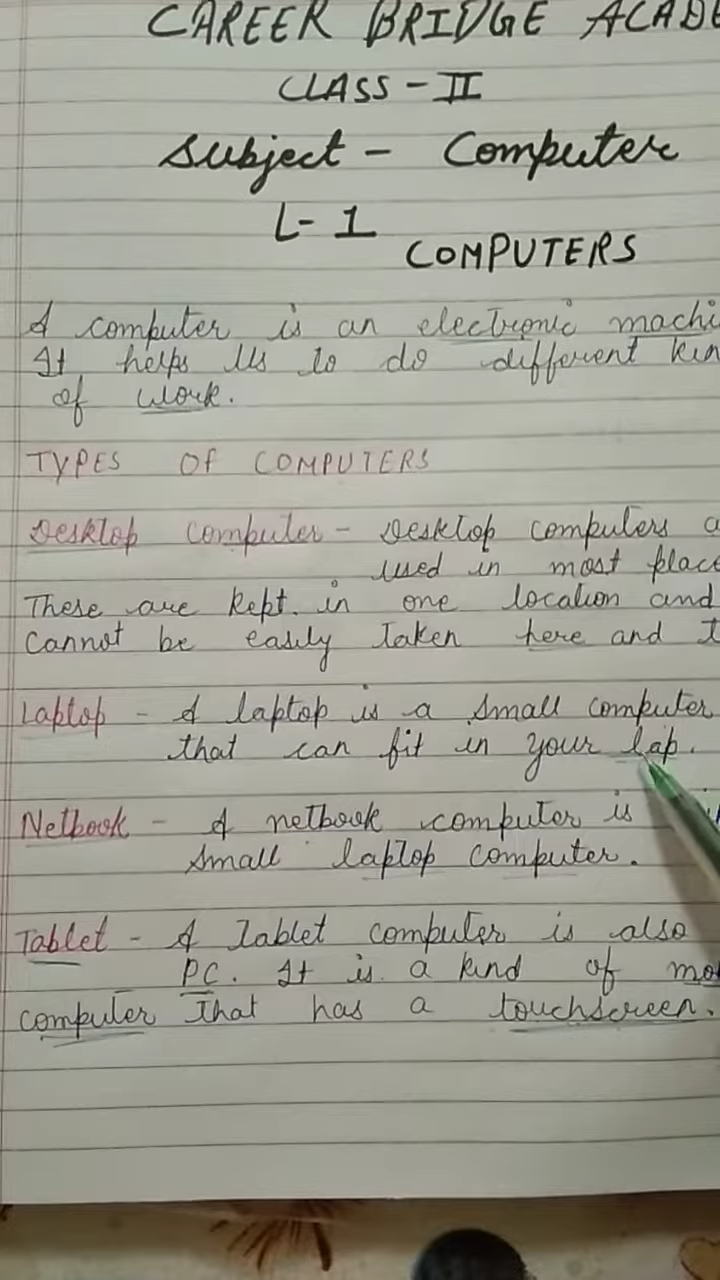 CAREER BRIDGE ACADE
CLASS - II
Subject - Computer
L- 1
COMPUTERS
A computer is an electronic machi
It helps us to do different kin
of work.
TYPES OF COMPUTERS
Desktop Computer - Desktop computers a
used in most place
These are kept in one location and
cannot be easily taken here and t
Laptop - A laptop is a small computer
that can fit in your lap.
Netbook - A netbook computer is
small laptop computer.
Tablet - A Tablet computer is also
PC. It is a kind of mo
computer that has a touchscreen.